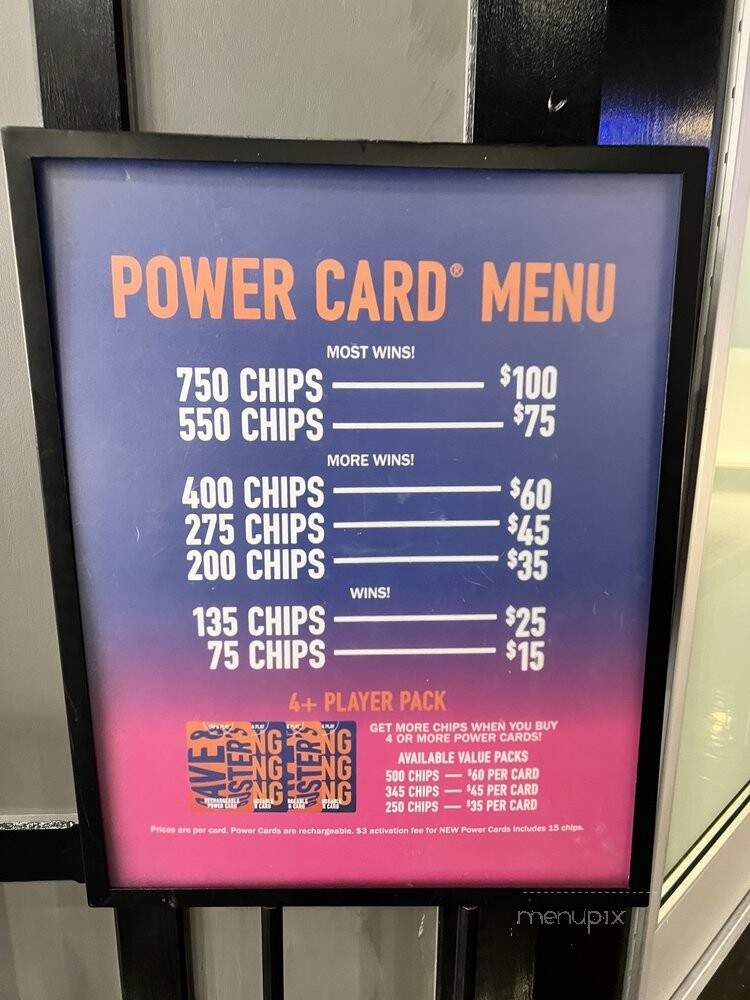 POWER CARD® MENU
MOST WINS!
750 CHIPS $100
550 CHIPS $75
MORE WINS!
400 CHIPS $60
275 CHIPS $45
200 CHIPS $35
WINS!
135 CHIPS $25
75 CHIPS $15
4+ PLAYER PACK
GET MORE CHIPS WHEN YOU BUY
4 OR MORE POWER CARDS!
AVAILABLE VALUE PACKS
500 CHIPS — $60 PER CARD
345 CHIPS — $45 PER CARD
250 CHIPS — $35 PER CARD
RECHARGEABLE
POWER CARD
Prices are per card. Power Cards are rechargeable. $3 activation fee for NEW Power Cards includes 15 chips.
menupix